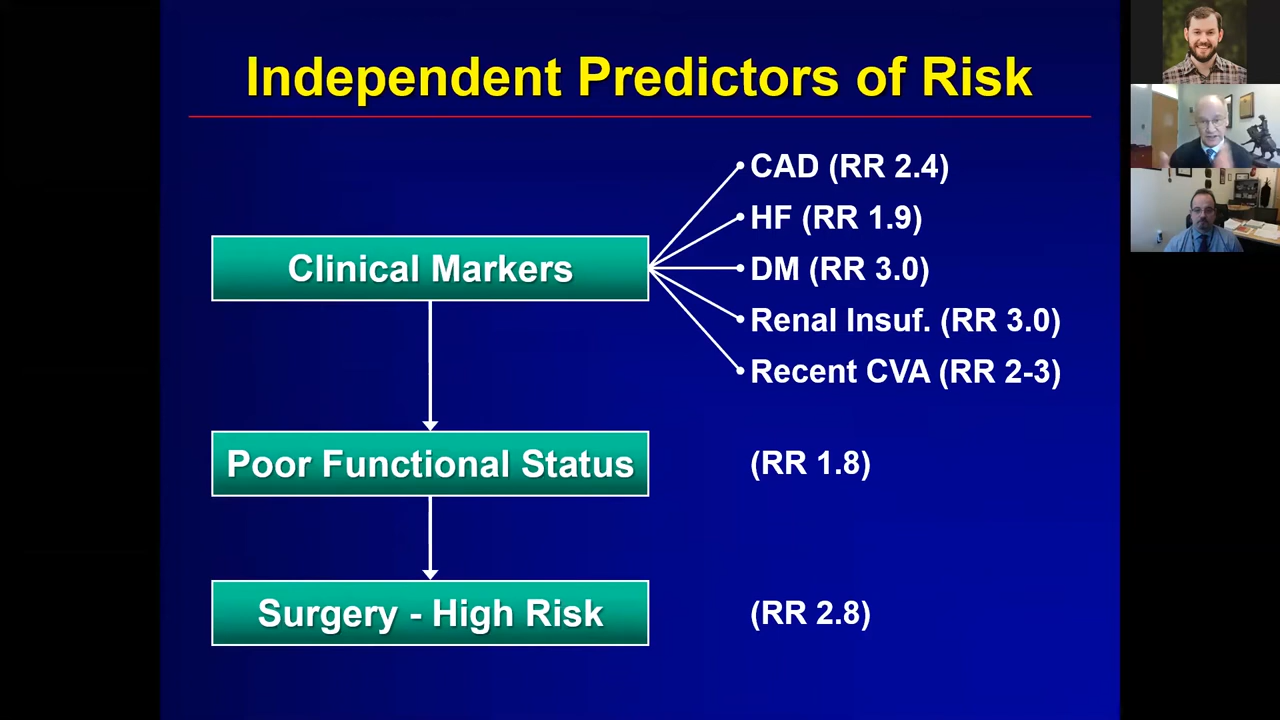 Independent Predictors of Risk
CAD (RR 2.4)
HF (RR 1.9)
Clinical Markers
DM (RR 3.0)
Renal Insuf. (RR 3.0)
Recent CVA (RR 2-3)
Poor Functional Status
(RR 1.8)
Surgery - High Risk
(RR 2.8)